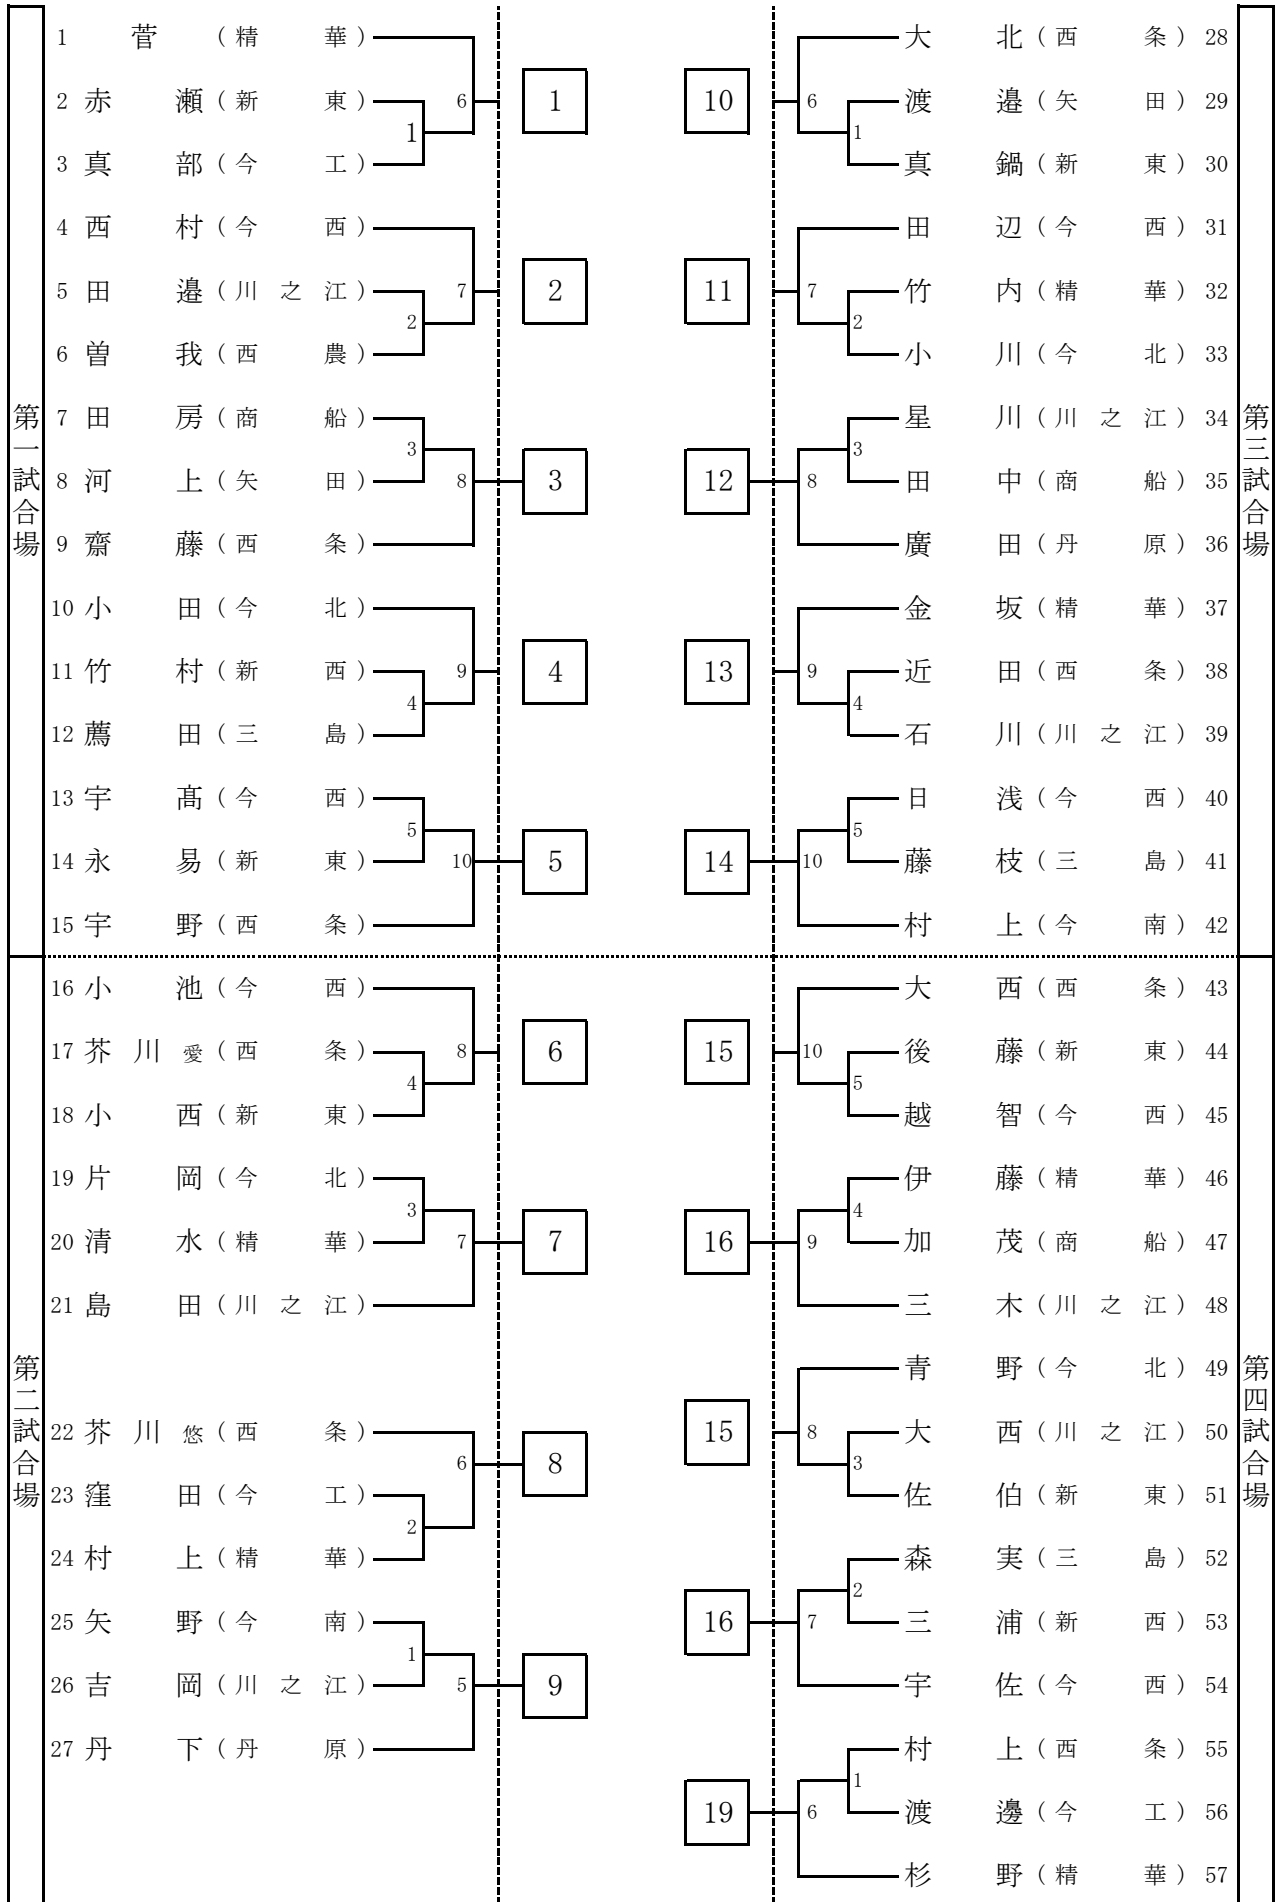 第一試合場
1 菅（精華）
2 赤瀬（新東）
3 真部（今工）
1
6
1
4 西村（今西）
5 田邉（川之江）
6 曽我（西農）
2
7
2
7 田房（商船）
8 河上（矢田）
9 齋藤（西条）
3
8
3
10 小田（今北）
11 竹村（新西）
12 薦田（三島）
4
9
4
13 宇髙（今西）
14 永易（新東）
15 宇野（西条）
5
10
5
第二試合場
16 小池（今西）
17 芥川愛（西条）
18 小西（新東）
4
8
6
19 片岡（今北）
20 清水（精華）
21 島田（川之江）
3
7
7
22 芥川悠（西条）
23 窪田（今工）
24 村上（精華）
2
6
8
25 矢野（今南）
26 吉岡（川之江）
27 丹下（丹原）
1
5
9
第三試合場
大北（西条）28
渡邉（矢田）29
真鍋（新東）30
1
6
10
田辺（今西）31
竹内（精華）32
小川（今北）33
2
7
11
星川（川之江）34
田中（商船）35
廣田（丹原）36
3
8
12
金坂（精華）37
近田（西条）38
石川（川之江）39
4
9
13
日浅（今西）40
藤枝（三島）41
村上（今南）42
5
10
14
第四試合場
大西（西条）43
後藤（新東）44
越智（今西）45
5
10
15
伊藤（精華）46
加茂（商船）47
三木（川之江）48
4
9
16
青野（今北）49
大西（川之江）50
佐伯（新東）51
3
8
15
森実（三島）52
三浦（新西）53
宇佐（今西）54
2
7
16
村上（西条）55
渡邊（今工）56
杉野（精華）57
1
6
19